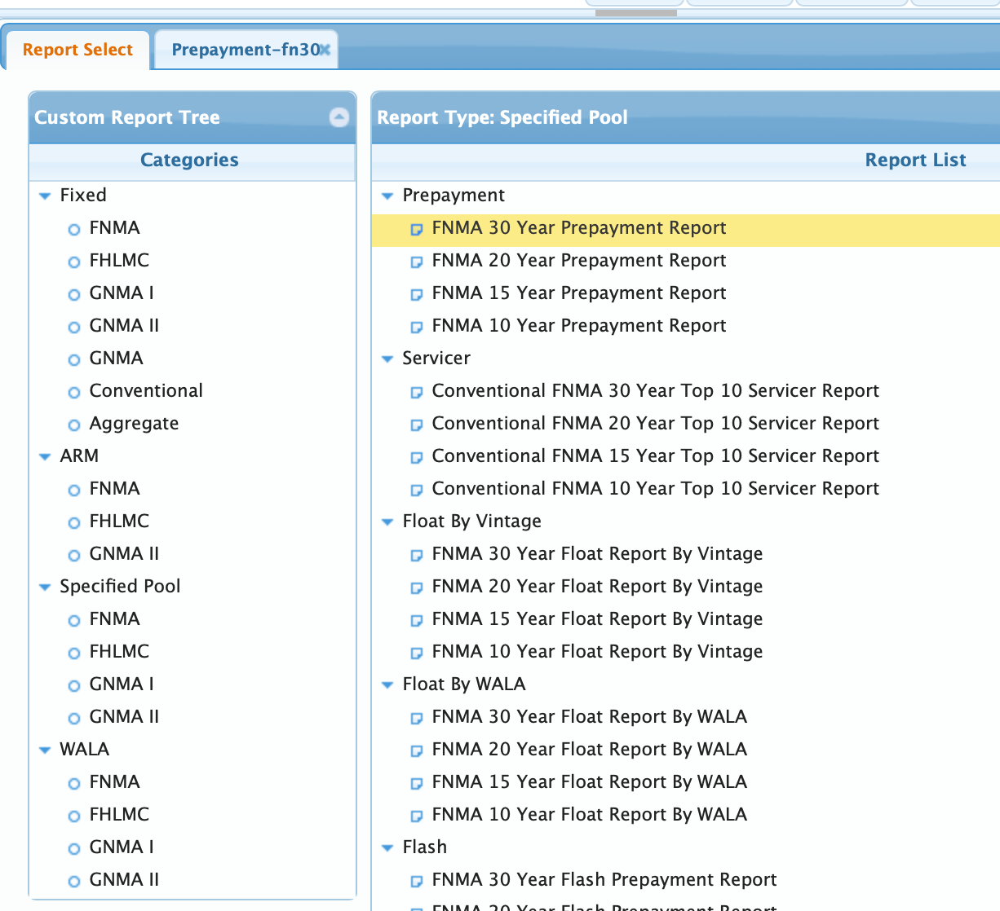 Report Select
Prepayment-fn30
Custom Report Tree
Categories
Fixed
FNMA
FHLMC
GNMA I
GNMA II
GNMA
Conventional
Aggregate
ARM
FNMA
FHLMC
GNMA II
Specified Pool
FNMA
FHLMC
GNMA I
GNMA II
WALA
FNMA
FHLMC
GNMA I
GNMA II
Report Type: Specified Pool
Report List
Prepayment
FNMA 30 Year Prepayment Report
FNMA 20 Year Prepayment Report
FNMA 15 Year Prepayment Report
FNMA 10 Year Prepayment Report
Servicer
Conventional FNMA 30 Year Top 10 Servicer Report
Conventional FNMA 20 Year Top 10 Servicer Report
Conventional FNMA 15 Year Top 10 Servicer Report
Conventional FNMA 10 Year Top 10 Servicer Report
Float By Vintage
FNMA 30 Year Float Report By Vintage
FNMA 20 Year Float Report By Vintage
FNMA 15 Year Float Report By Vintage
FNMA 10 Year Float Report By Vintage
Float By WALA
FNMA 30 Year Float Report By WALA
FNMA 20 Year Float Report By WALA
FNMA 15 Year Float Report By WALA
FNMA 10 Year Float Report By WALA
Flash
FNMA 30 Year Flash Prepayment Report
FNMA 20 Year Flash Prepayment Report